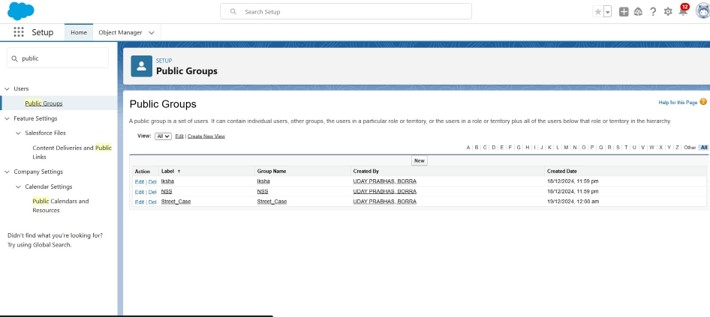 Search Setup
12
Setup
Home
Object Manager
public
Users
Public Groups
Feature Settings
Salesforce Files
Content Deliveries and Public
Links
Company Settings
Calendar Settings
Public Calendars and
Resources
Didn't find what you're looking for?
Try using Global Search.
SETUP
Public Groups
Public Groups
Help for this Page
A public group is a set of users. It can contain individual users, other groups, the users in a particular role or territory, or the users in a role or territory plus all of the users below that role or territory in the hierarchy.
View: All Edit | Create New View
A | B | C | D | E | F | G | H | I | J | K | L | M | N | O | P | Q | R | S | T | U | V | W | X | Y | Z | Other All
New
Action Label Group Name Created By Created Date
Edit | Del Iksha Iksha UDAY PRABHAS, BORRA 18/12/2024, 11:59 pm
Edit | Del NSS NSS UDAY PRABHAS, BORRA 18/12/2024, 11:59 pm
Edit | Del Street_Case Street_Case UDAY PRABHAS, BORRA 19/12/2024, 12:00 am